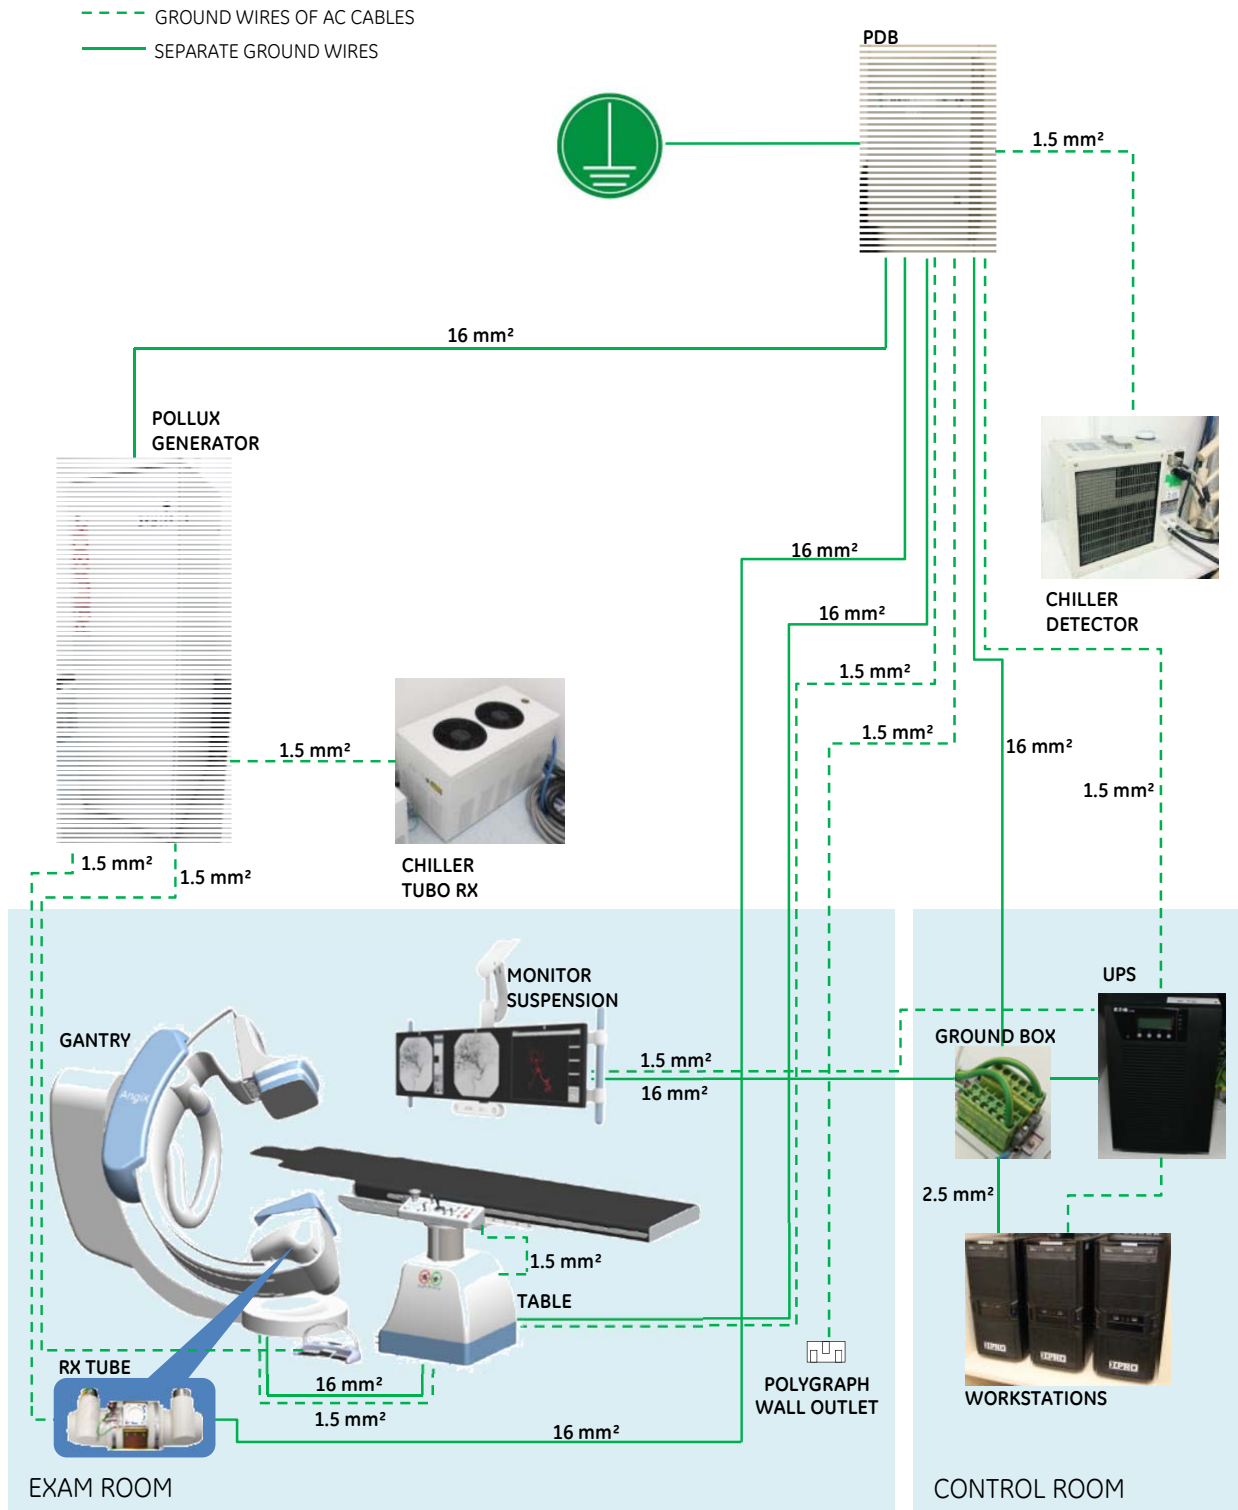 GROUND WIRES OF AC CABLES
SEPARATE GROUND WIRES
PDB
1.5 mm²
16 mm²
POLLUX
GENERATOR
16 mm²
CHILLER
DETECTOR
16 mm²
1.5 mm²
1.5 mm²
16 mm²
1.5 mm²
1.5 mm²
1.5 mm²
1.5 mm²
CHILLER
TUBO RX
MONITOR
SUSPENSION
UPS
GANTRY
GROUND BOX
1.5 mm²
16 mm²
AngiX
2.5 mm²
1.5 mm²
TABLE
RX TUBE
16 mm²
1.5 mm²
16 mm²
POLYGRAPH
WALL OUTLET
WORKSTATIONS
EXAM ROOM
CONTROL ROOM